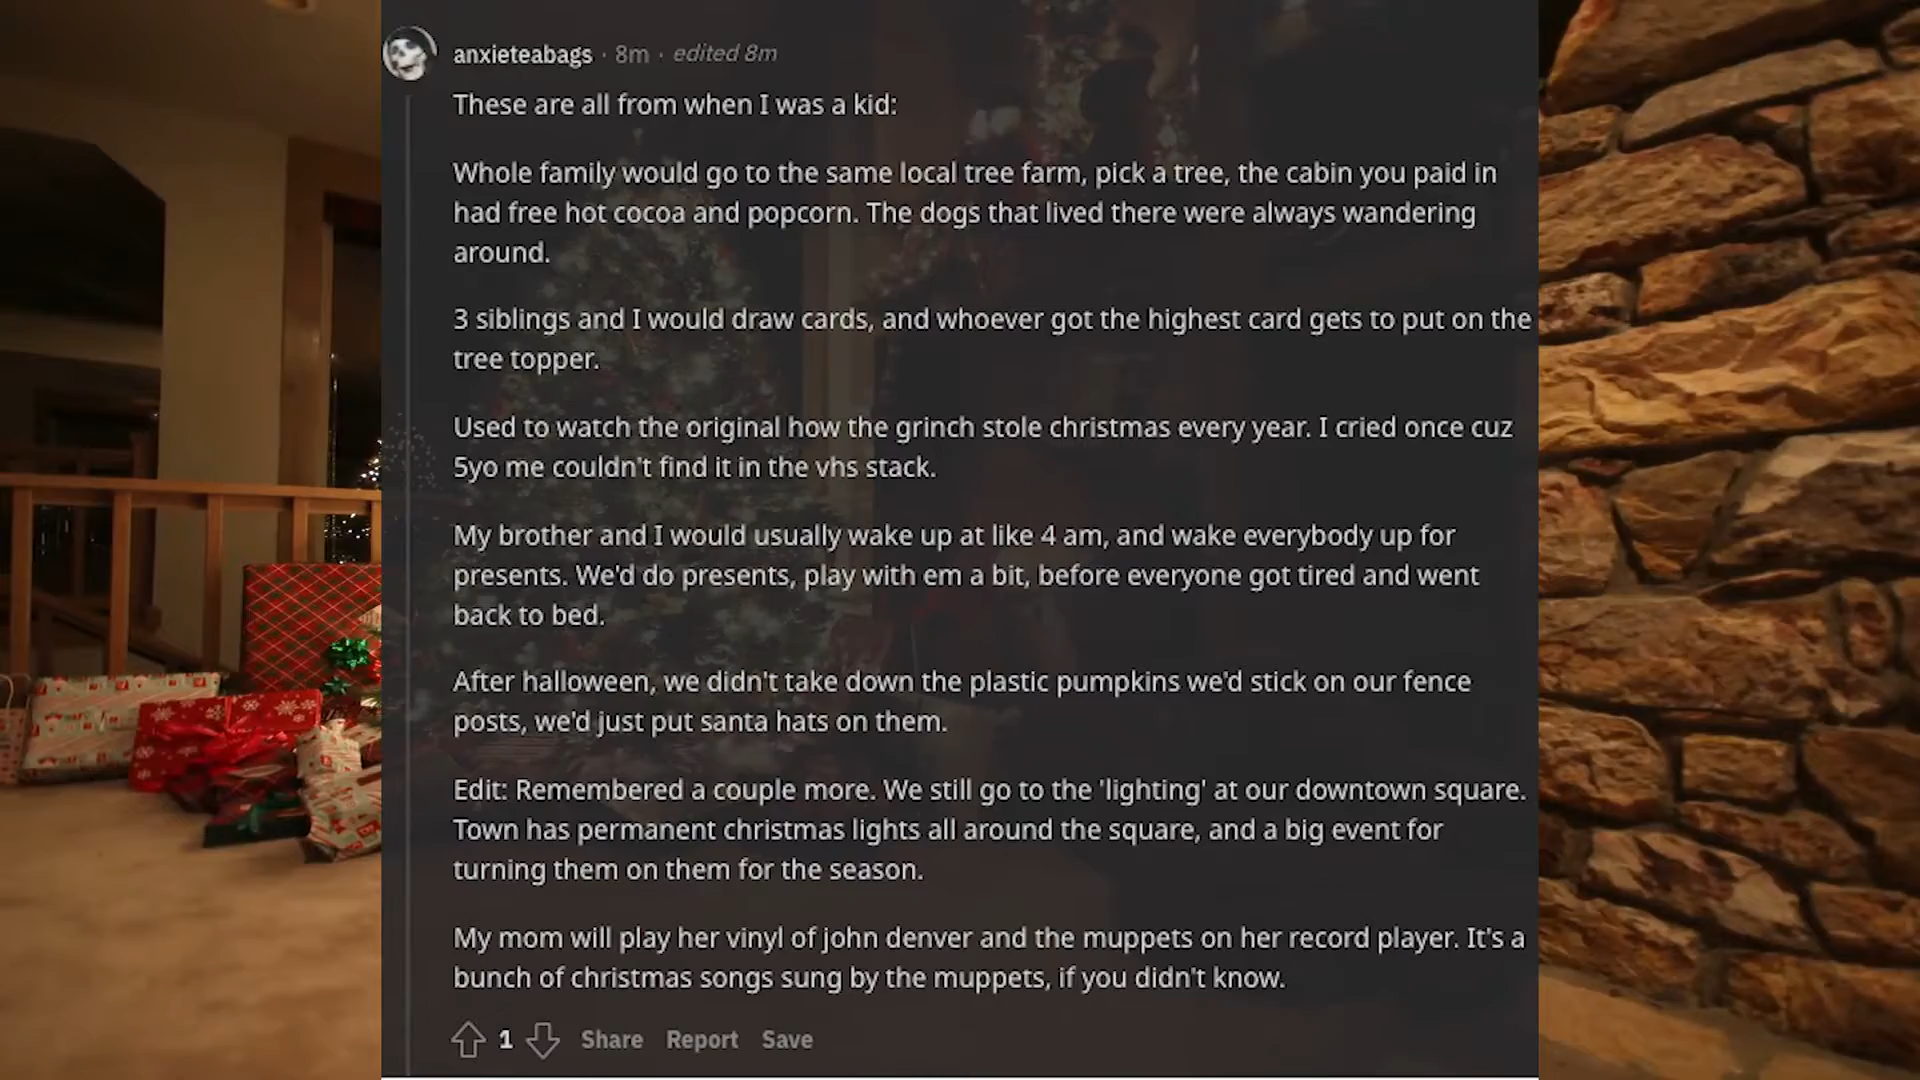 anxieteabags · 8m · edited 8m
These are all from when I was a kid:
Whole family would go to the same local tree farm, pick a tree, the cabin you paid in
had free hot cocoa and popcorn. The dogs that lived there were always wandering
around.
3 siblings and I would draw cards, and whoever got the highest card gets to put on the
tree topper.
Used to watch the original how the grinch stole christmas every year. I cried once cuz
5yo me couldn't find it in the vhs stack.
My brother and I would usually wake up at like 4 am, and wake everybody up for
presents. We'd do presents, play with em a bit, before everyone got tired and went
back to bed.
After halloween, we didn't take down the plastic pumpkins we'd stick on our fence
posts, we'd just put santa hats on them.
Edit: Remembered a couple more. We still go to the 'lighting' at our downtown square.
Town has permanent christmas lights all around the square, and a big event for
turning them on them for the season.
My mom will play her vinyl of john denver and the muppets on her record player. It's a
bunch of christmas songs sung by the muppets, if you didn't know.
1 Share Report Save